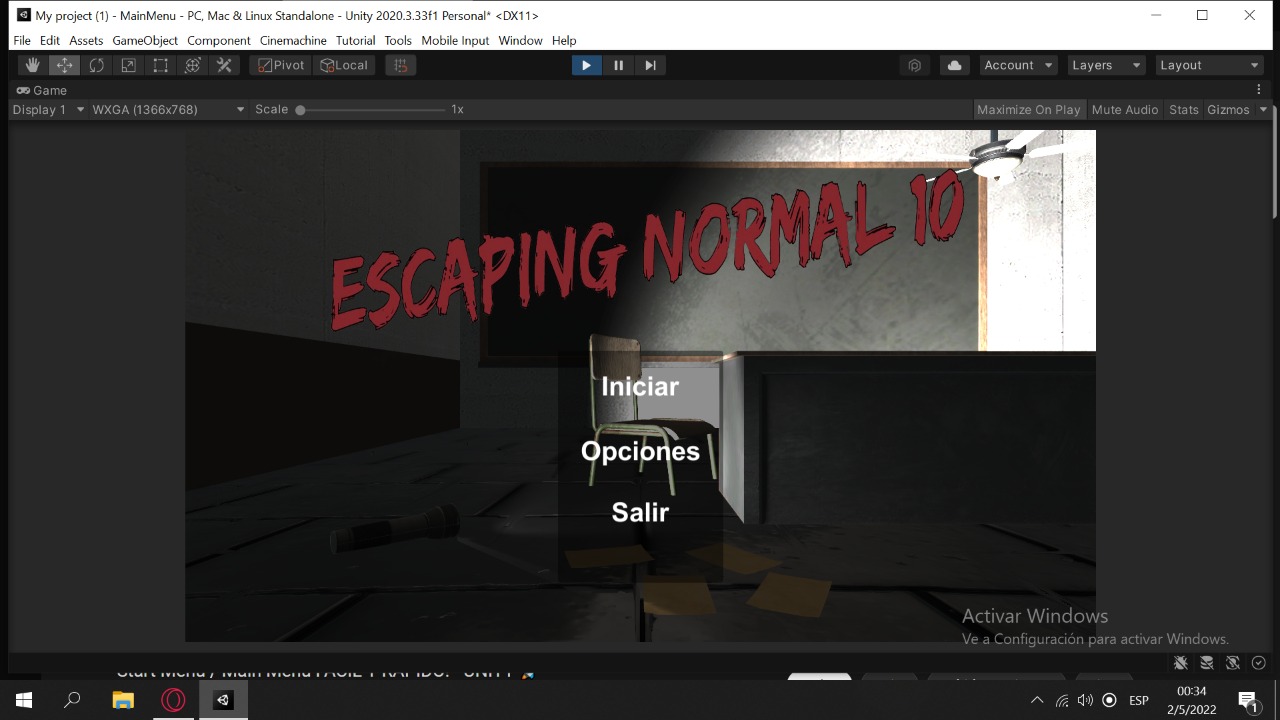 My project (1) - MainMenu - PC, Mac & Linux Standalone - Unity 2020.3.33f1 Personal* <DX11>
File Edit Assets GameObject Component Cinemachine Tutorial Tools Mobile Input Window Help
Pivot Local Account Layers Layout
Game
Display 1 WXGA (1366x768) Scale 1x Maximize On Play Mute Audio Stats Gizmos
ESCAPING NORMAL 10
Iniciar
Opciones
Salir
Activar Windows
Ve a Configuración para activar Windows.
ESP
00:34
2/5/2022
1